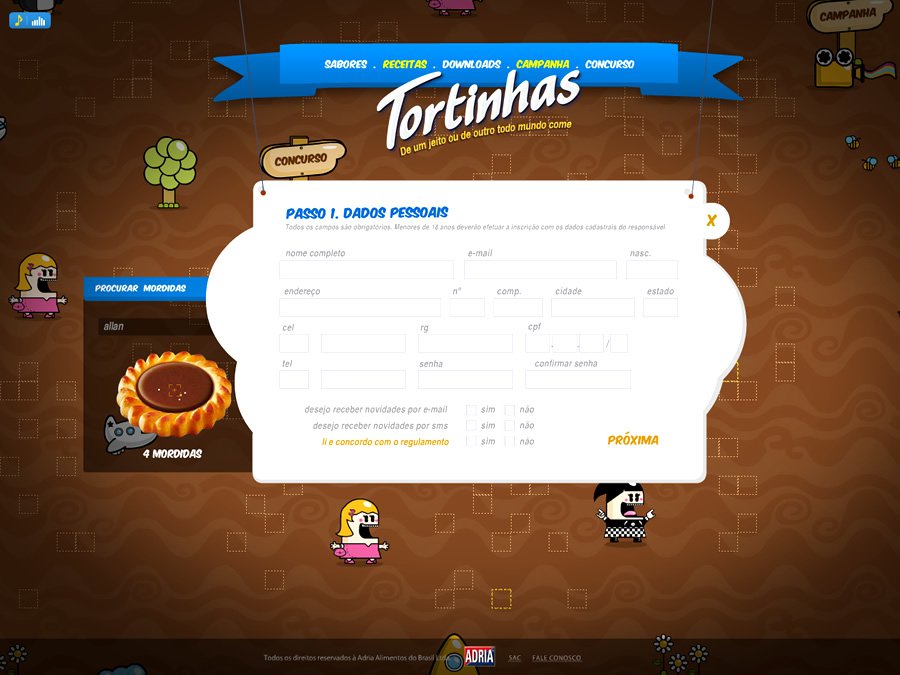 CAMPANHA
SABORES . RECEITAS . DOWNLOADS . CAMPANHA . CONCURSO
Tortinhas
De um jeito ou de outro todo mundo come
CONCURSO
PASSO 1. DADOS PESSOAIS
Todos os campos são obrigatórios. Menores de 18 anos deverão efetuar a inscrição com os dados cadastrais do responsável
X
nome completo e-mail nasc.
endereço nº comp. cidade estado
PROCURAR MORDIDAS
allan
cel rg cpf
. . /
tel senha confirmar senha
desejo receber novidades por e-mail sim não
desejo receber novidades por sms sim não
li e concordo com o regulamento sim não
PRÓXIMA
4 MORDIDAS
Todos os direitos reservados à Adria Alimentos do Brasil Ltda.
ADRIA
SAC
FALE CONOSCO